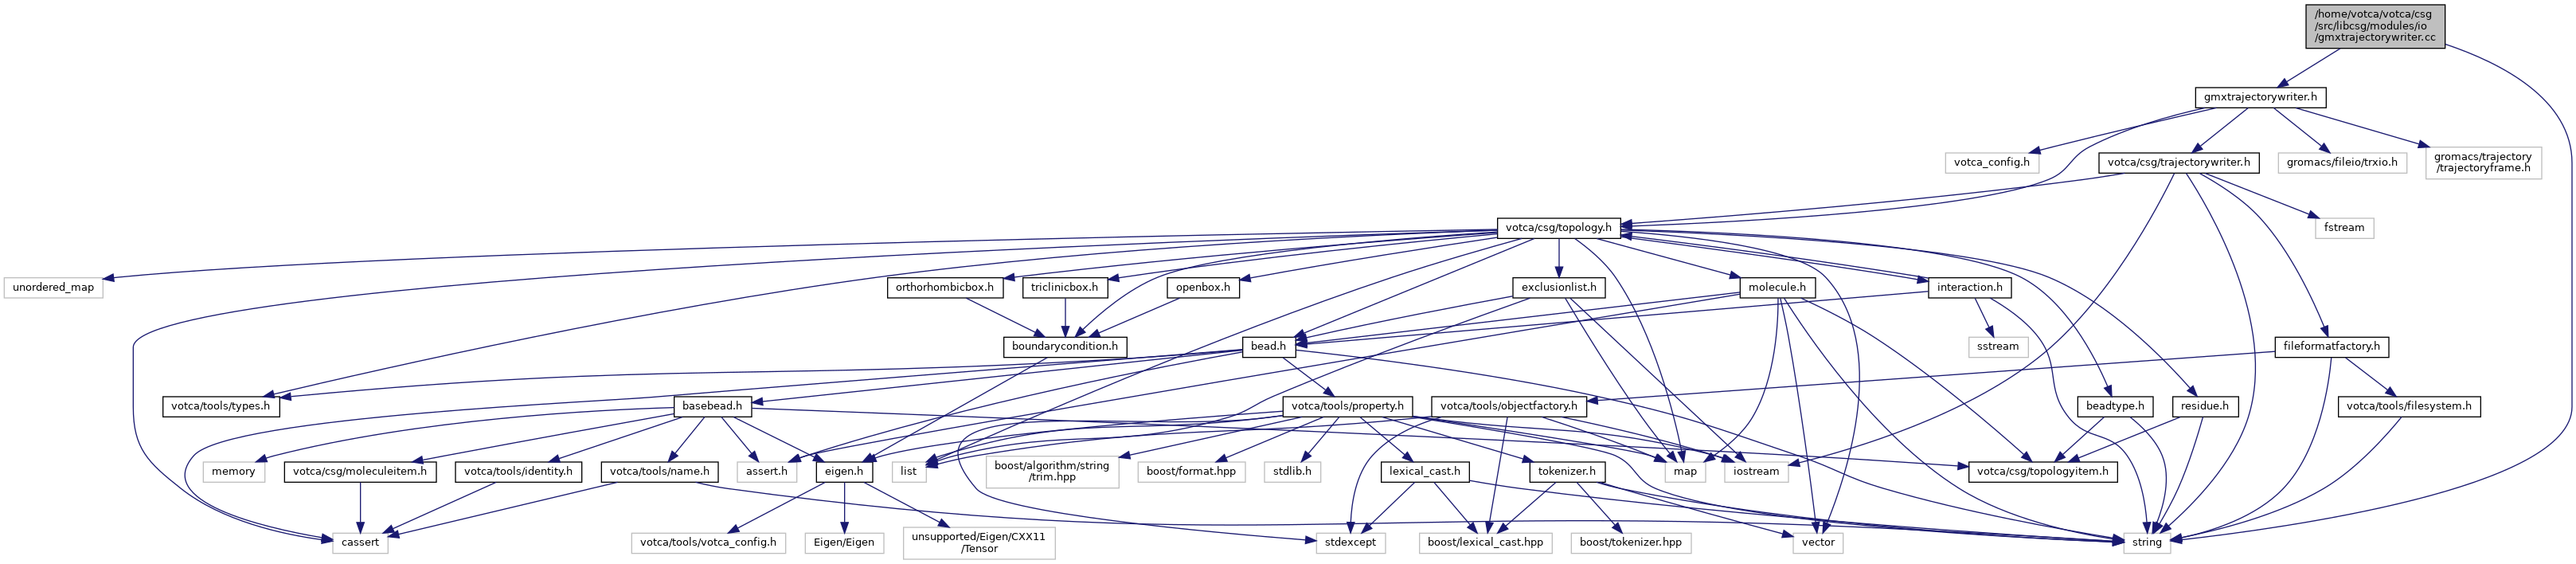 /home/votca/votca/csg
/src/libcsg/modules/io
/gmxtrajectorywriter.cc
gmxtrajectorywriter.h
votca_config.h
votca/csg/trajectorywriter.h
gromacs/fileio/trxio.h
gromacs/trajectory
/trajectoryframe.h
votca/csg/topology.h
fstream
unordered_map
orthorhombicbox.h
triclinicbox.h
openbox.h
exclusionlist.h
molecule.h
interaction.h
boundarycondition.h
bead.h
sstream
fileformatfactory.h
votca/tools/types.h
basebead.h
votca/tools/property.h
votca/tools/objectfactory.h
beadtype.h
residue.h
votca/tools/filesystem.h
memory
votca/csg/moleculeitem.h
votca/tools/identity.h
votca/tools/name.h
assert.h
eigen.h
list
boost/algorithm/string
/trim.hpp
boost/format.hpp
stdlib.h
lexical_cast.h
tokenizer.h
map
iostream
votca/csg/topologyitem.h
cassert
votca/tools/votca_config.h
Eigen/Eigen
unsupported/Eigen/CXX11
/Tensor
stdexcept
boost/lexical_cast.hpp
boost/tokenizer.hpp
vector
string